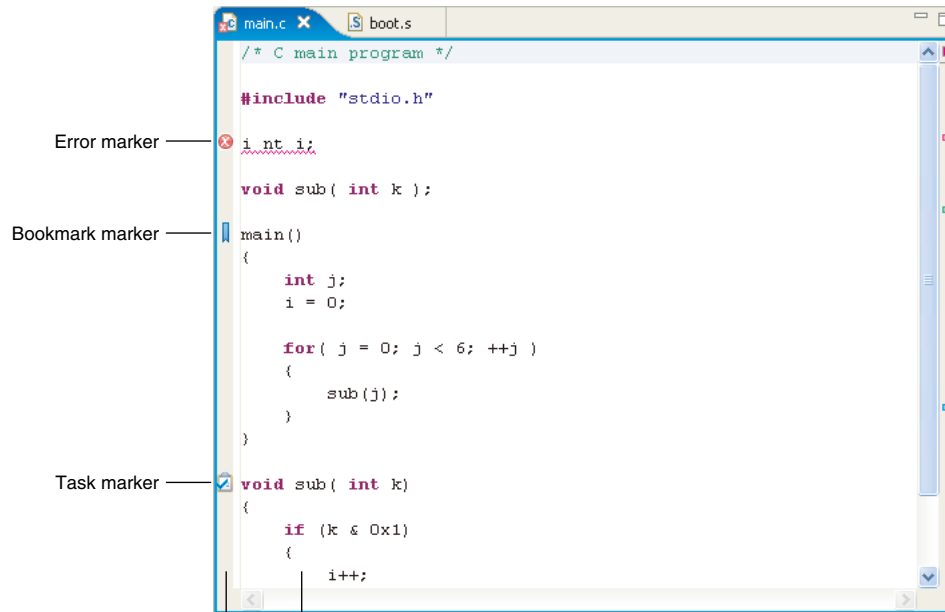 main.c boot.s
/* C main program */
#include "stdio.h"
Error marker i nt i;
void sub( int k );
Bookmark marker main()
{
int j;
i = 0;
for( j = 0; j < 6; ++j )
{
sub(j);
}
}
Task marker void sub( int k)
{
if (k & 0x1)
{
i++;